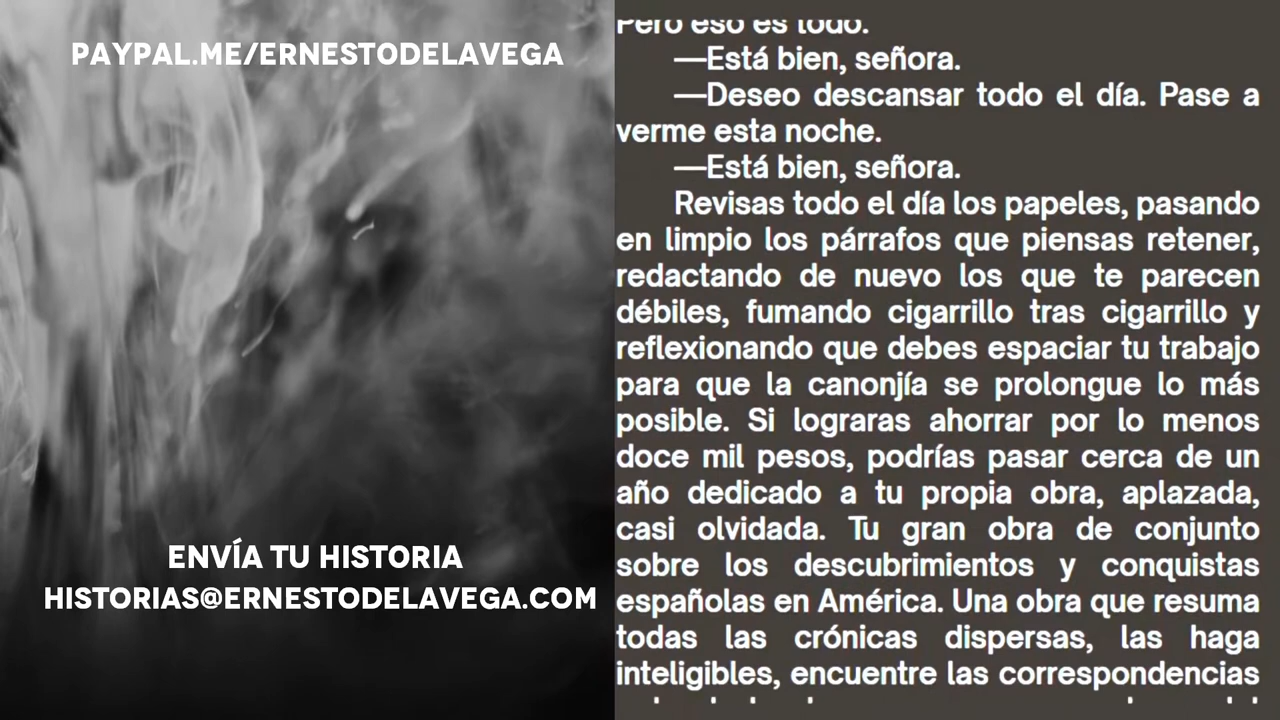 PAYPAL.ME/ERNESTODELAVEGA
ENVÍA TU HISTORIA
HISTORIAS@ERNESTODELAVEGA.COM
Pero eso es todo.
—Está bien, señora.
—Deseo descansar todo el día. Pase a
verme esta noche.
—Está bien, señora.
Revisas todo el día los papeles, pasando
en limpio los párrafos que piensas retener,
redactando de nuevo los que te parecen
débiles, fumando cigarrillo tras cigarrillo y
reflexionando que debes espaciar tu trabajo
para que la canonjía se prolongue lo más
posible. Si lograras ahorrar por lo menos
doce mil pesos, podrías pasar cerca de un
año dedicado a tu propia obra, aplazada,
casi olvidada. Tu gran obra de conjunto
sobre los descubrimientos y conquistas
españolas en América. Una obra que resuma
todas las crónicas dispersas, las haga
inteligibles, encuentre las correspondencias